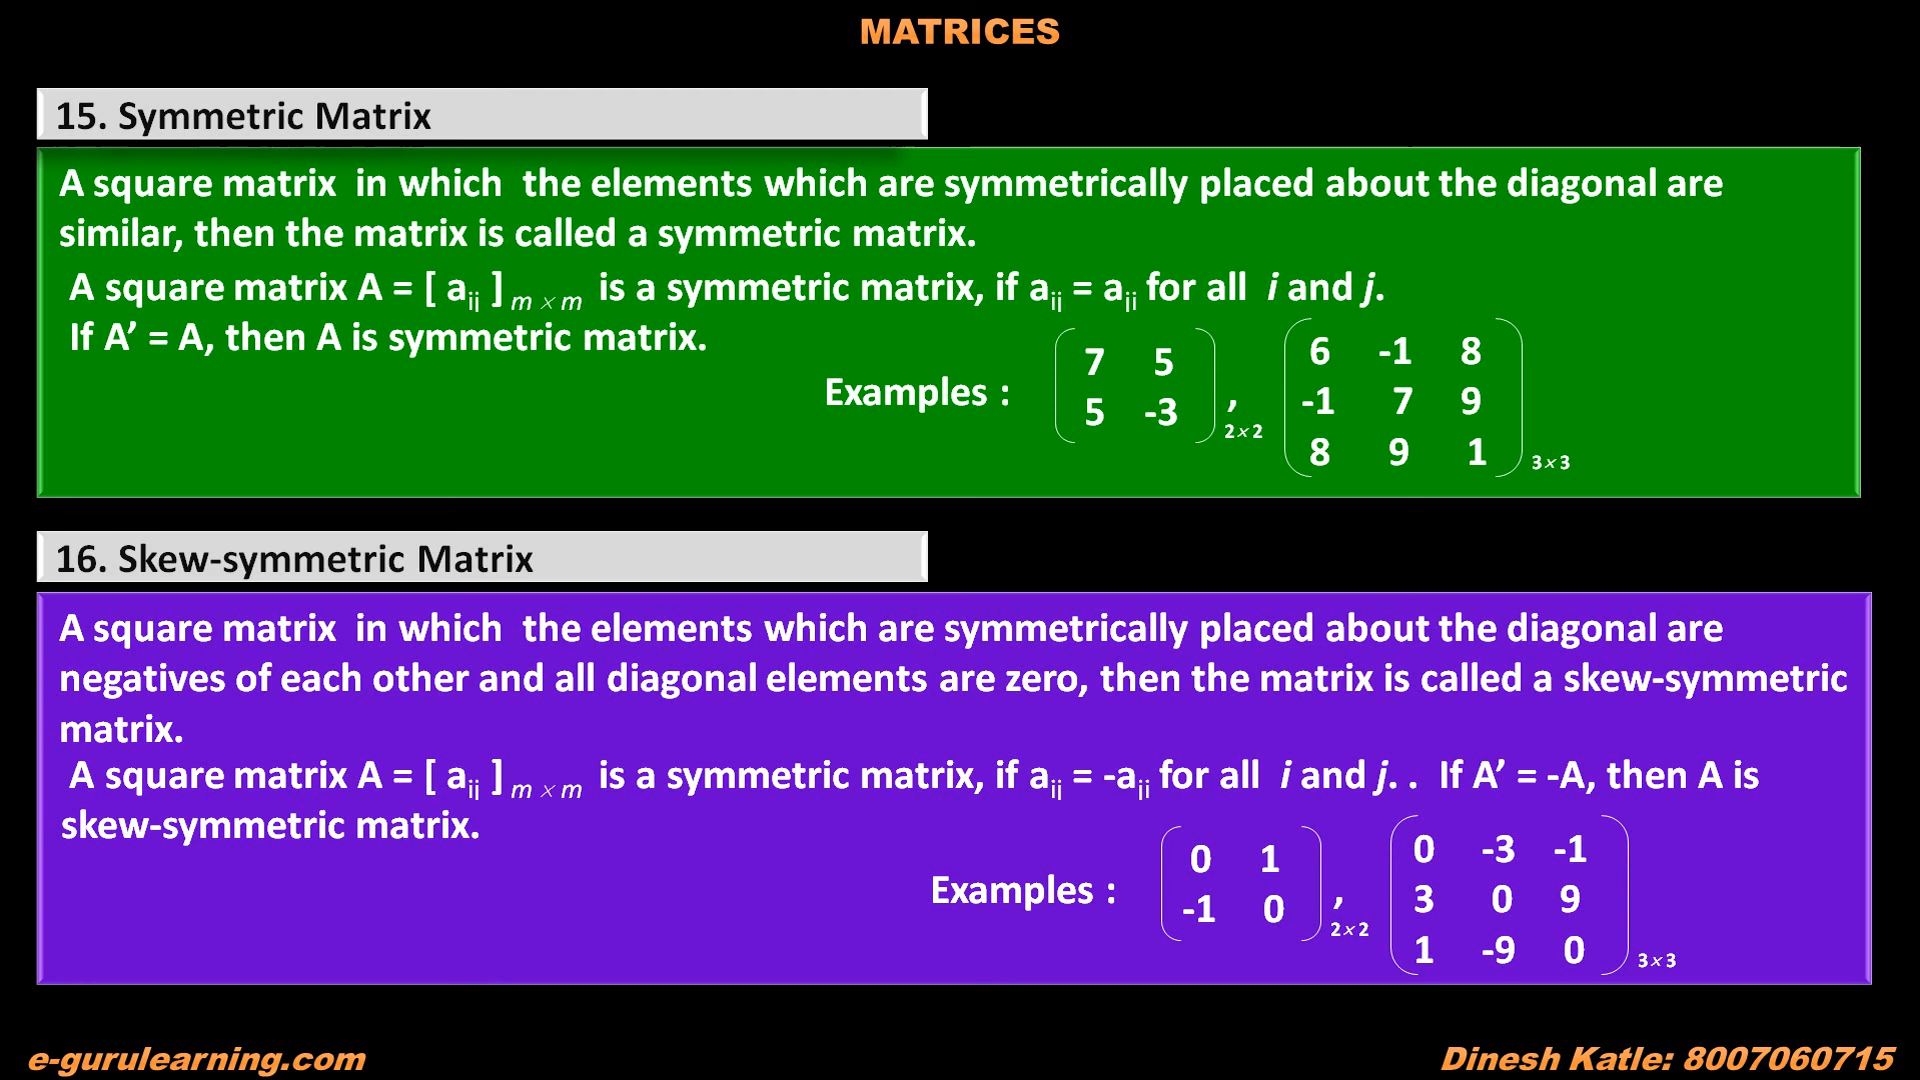 MATRICES
15. Symmetric Matrix
A square matrix in which the elements which are symmetrically placed about the diagonal are
similar, then the matrix is called a symmetric matrix.
A square matrix A = [ aij ] m × m is a symmetric matrix, if aij = aji for all i and j.
If A’ = A, then A is symmetric matrix.
Examples :
7 5
5 -3
, 2×2
6 -1 8
-1 7 9
8 9 1
3×3
16. Skew-symmetric Matrix
A square matrix in which the elements which are symmetrically placed about the diagonal are
negatives of each other and all diagonal elements are zero, then the matrix is called a skew-symmetric
matrix.
A square matrix A = [ aij ] m × m is a symmetric matrix, if aij = -aji for all i and j. . If A’ = -A, then A is
skew-symmetric matrix.
Examples :
0 1
-1 0
, 2×2
0 -3 -1
3 0 9
1 -9 0
3×3
e-gurulearning.com
Dinesh Katle: 8007060715